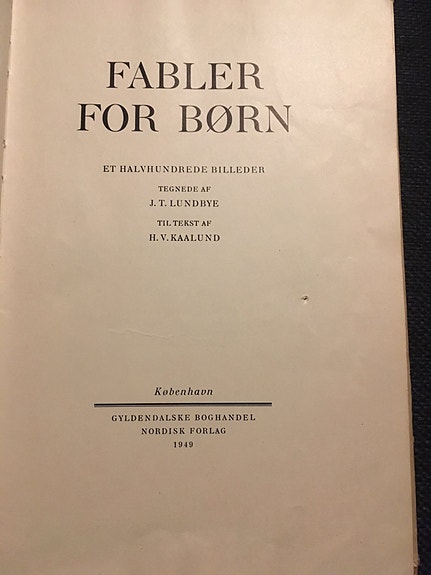 FABLER
FOR BØRN
ET HALVHUNDREDE BILLEDER
TEGNEDE AF
J. T. LUNDBYE
TIL TEKST AF
H. V. KAALUND
København
GYLDENDALSKE BOGHANDEL
NORDISK FORLAG
1949